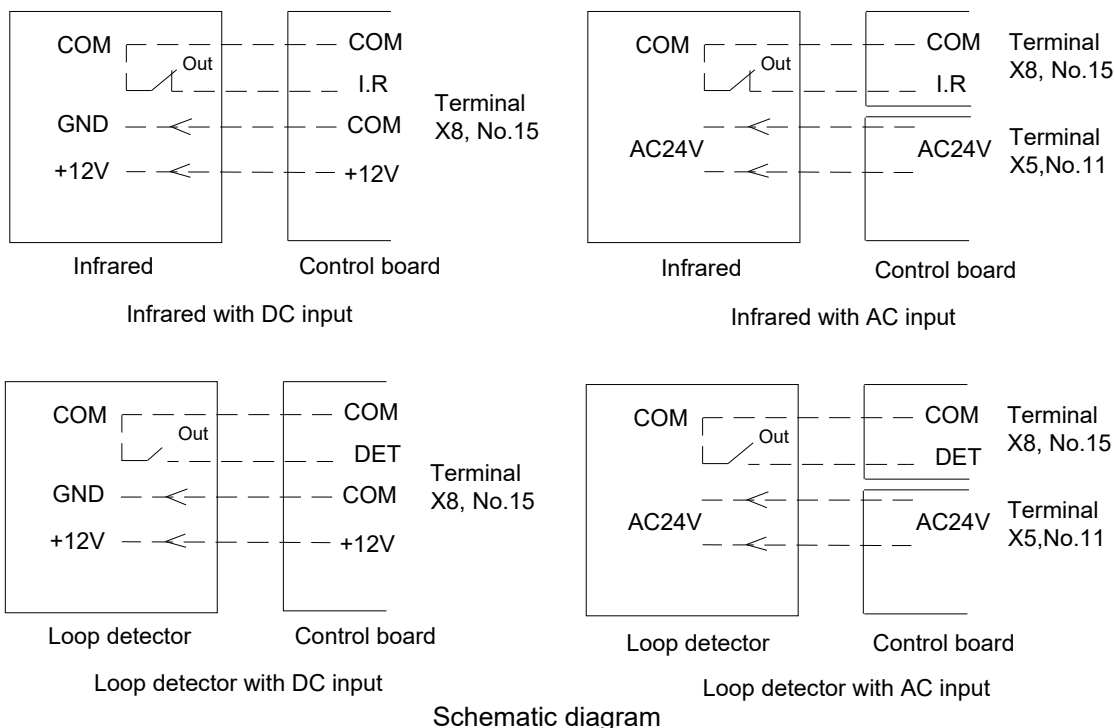 COM
COM
Out
I.R
GND
COM
Terminal
X8, No.15
+12V
+12V
Infrared
Control board
Infrared with DC input
COM
COM
Terminal
X8, No.15
Out
I.R
AC24V
AC24V
Terminal
X5,No.11
Infrared
Control board
Infrared with AC input
COM
COM
Out
DET
Terminal
X8, No.15
GND
COM
+12V
+12V
Loop detector
Control board
Loop detector with DC input
COM
COM
Terminal
X8, No.15
Out
DET
AC24V
AC24V
Terminal
X5,No.11
Loop detector
Control board
Loop detector with AC input
Schematic diagram